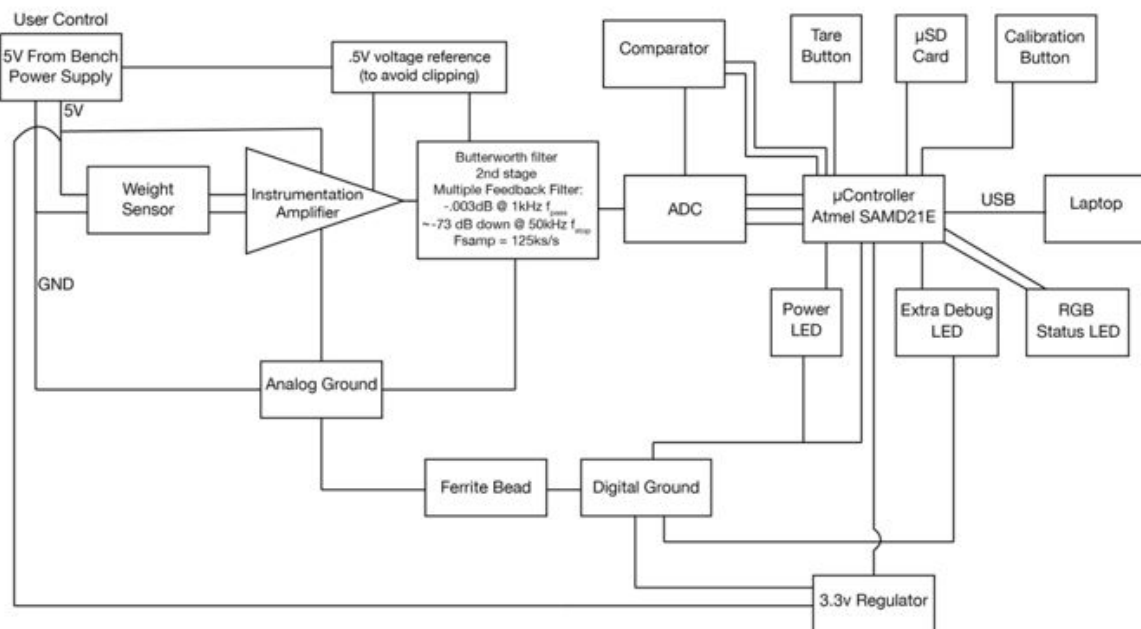 User Control
5V From Bench
Power Supply
5V
GND
.5V voltage reference
(to avoid clipping)
Weight
Sensor
Instrumentation
Amplifier
Butterworth filter
2nd stage
Multiple Feedback Filter:
-.003dB @ 1kHz fpass
~-73 dB down @ 50kHz fstop
Fsamp = 125ks/s
Comparator
ADC
Tare
Button
µSD
Card
Calibration
Button
µController
Atmel SAMD21E
USB
Laptop
Power
LED
Extra Debug
LED
RGB
Status LED
Analog Ground
Ferrite Bead
Digital Ground
3.3v Regulator